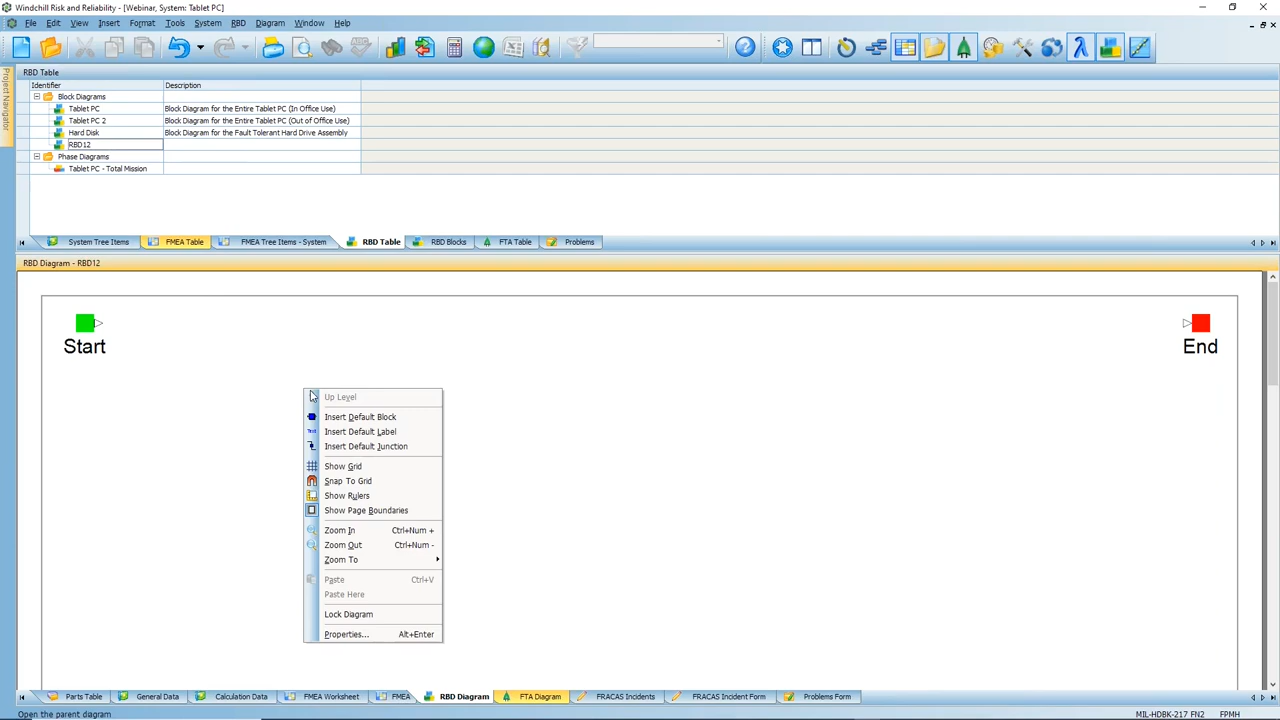 Windchill Risk and Reliability - [Webinar, System: Tablet PC]
File Edit View Insert Format Tools System RBD Diagram Window Help
Project Navigator
RBD Table
Identifier Description
Block Diagrams
Tablet PC Block Diagram for the Entire Tablet PC (In Office Use)
Tablet PC 2 Block Diagram for the Entire Tablet PC (Out of Office Use)
Hard Disk Block Diagram for the Fault Tolerant Hard Drive Assembly
RBD12
Phase Diagrams
Tablet PC - Total Mission
System Tree Items FMEA Table FMEA Tree Items - System RBD Table RBD Blocks FTA Table Problems
RBD Diagram - RBD12
Start
End
Up Level
Insert Default Block
Insert Default Label
Insert Default Junction
Show Grid
Snap To Grid
Show Rulers
Show Page Boundaries
Zoom In Ctrl+Num +
Zoom Out Ctrl+Num -
Zoom To
Paste Ctrl+V
Paste Here
Lock Diagram
Properties... Alt+Enter
Parts Table General Data Calculation Data FMEA Worksheet FMEA RBD Diagram FTA Diagram FRACAS Incidents FRACAS Incident Form Problems Form
Open the parent diagram MIL-HDBK-217 FN2 FPMH